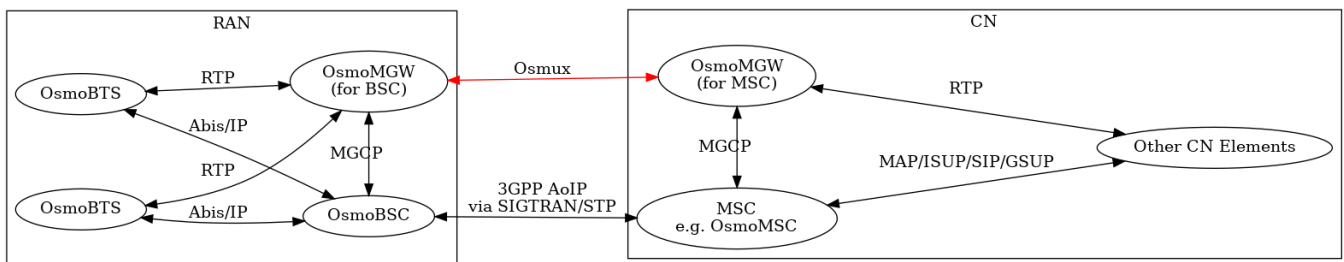 RAN
CN
OsmoBTS
RTP
OsmoMGW
(for BSC)
Osmux
OsmoMGW
(for MSC)
RTP
Abis/IP
MGCP
MGCP
Other CN Elements
RTP
MAP/ISUP/SIP/GSUP
OsmoBTS
Abis/IP
OsmoBSC
3GPP AoIP
via SIGTRAN/STP
MSC
e.g. OsmoMSC